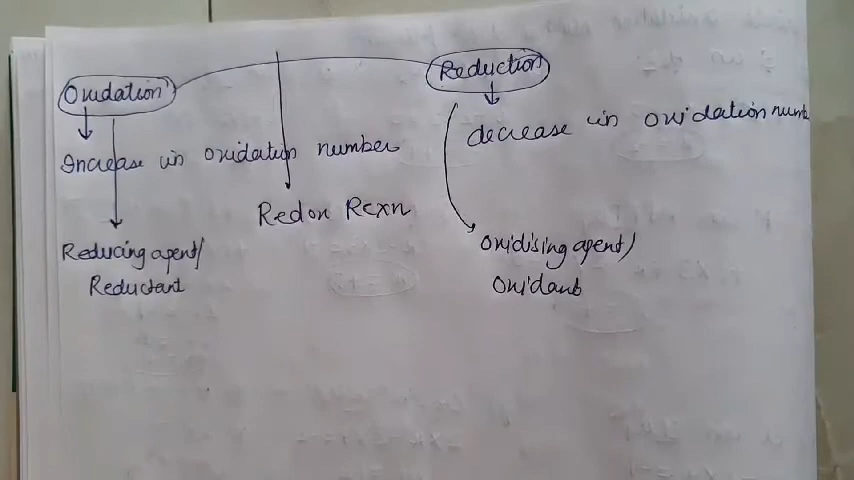 Oxidation
Reduction
Increase in oxidation number
decrease in oxidation numb
Redox Rexn
Reducing agent/
Reductant
Oxidising agent/
Oxidant